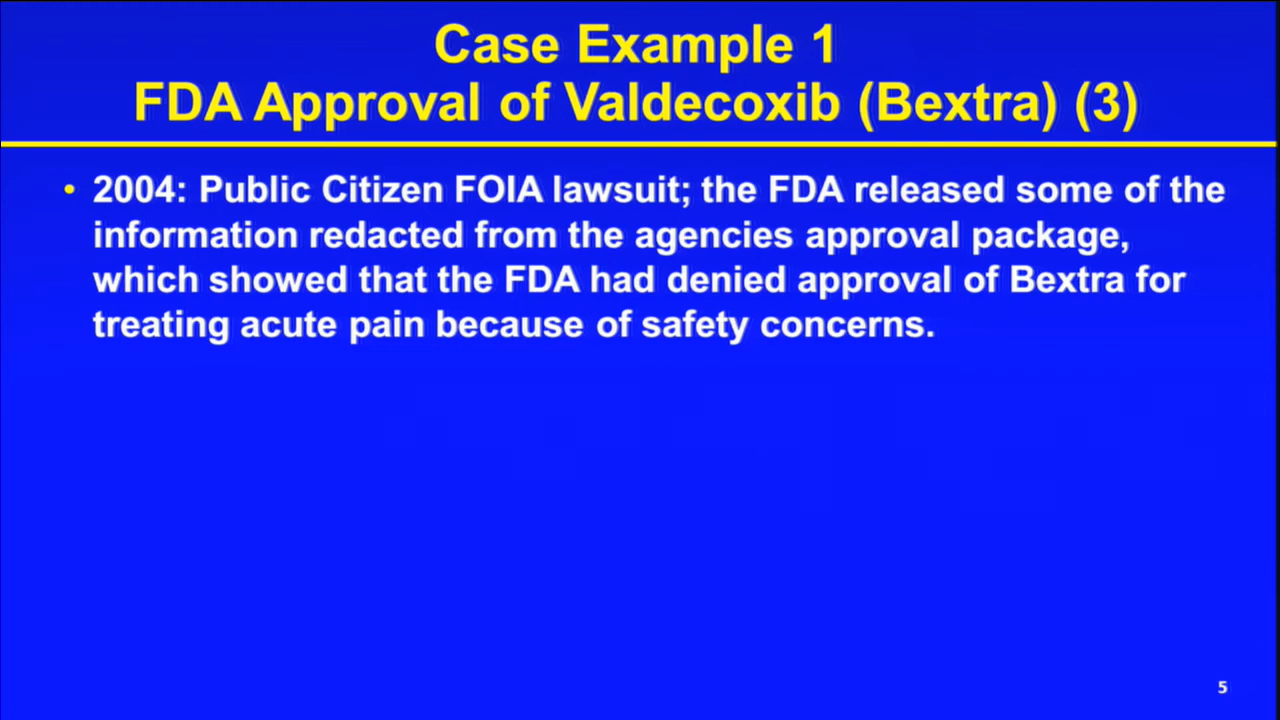 Case Example 1
FDA Approval of Valdecoxib (Bextra) (3)
• 2004: Public Citizen FOIA lawsuit; the FDA released some of the
information redacted from the agencies approval package,
which showed that the FDA had denied approval of Bextra for
treating acute pain because of safety concerns.
5